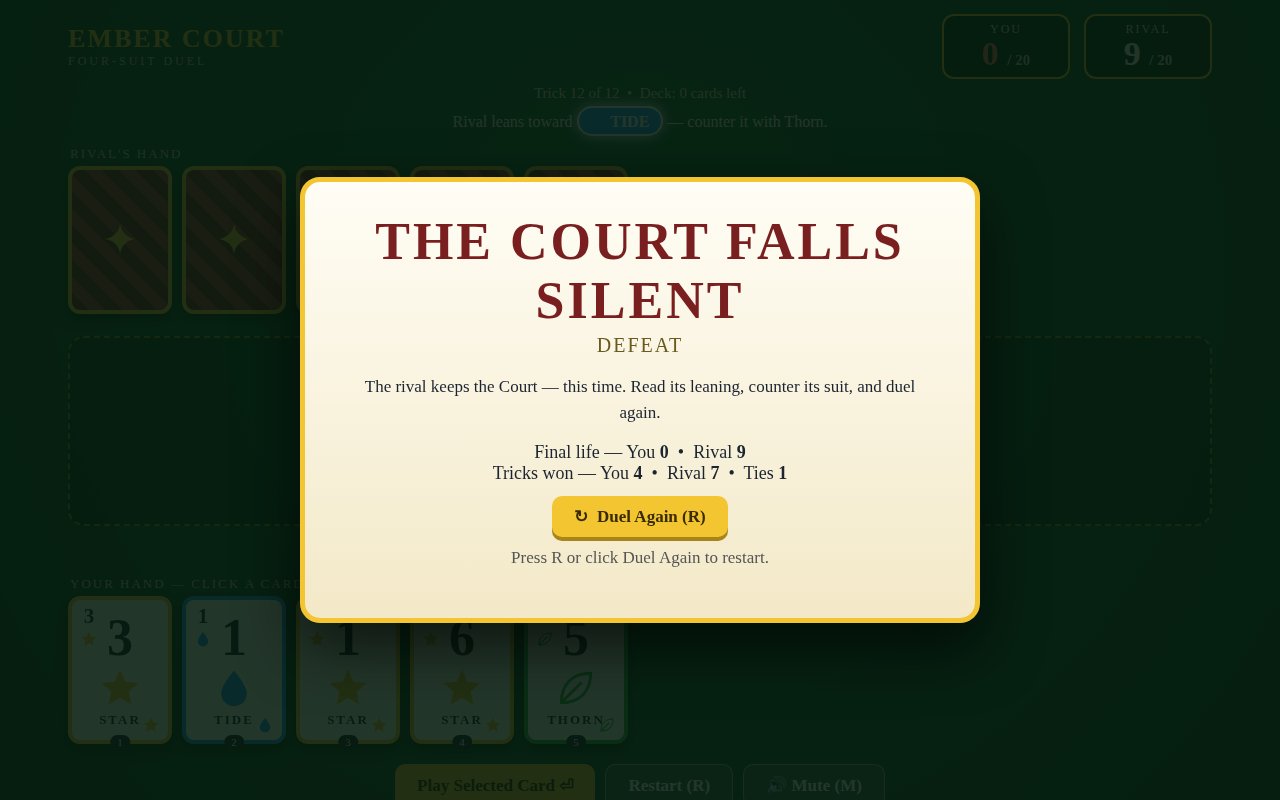 EMBER COURT
FOUR-SUIT DUEL
YOU
0 / 20
RIVAL
9 / 20
Trick 12 of 12 • Deck: 0 cards left
Rival leans toward TIDE — counter it with Thorn.
RIVAL'S HAND
THE COURT FALLS
SILENT
DEFEAT
The rival keeps the Court — this time. Read its leaning, counter its suit, and duel
again.
Final life — You 0 • Rival 9
Tricks won — You 4 • Rival 7 • Ties 1
↻ Duel Again (R)
Press R or click Duel Again to restart.
YOUR HAND — CLICK A CARD
3
3
STAR
1
1
1
TIDE
2
1
STAR
3
6
STAR
4
5
THORN
5
Play Selected Card ⏎
Restart (R)
🔊 Mute (M)